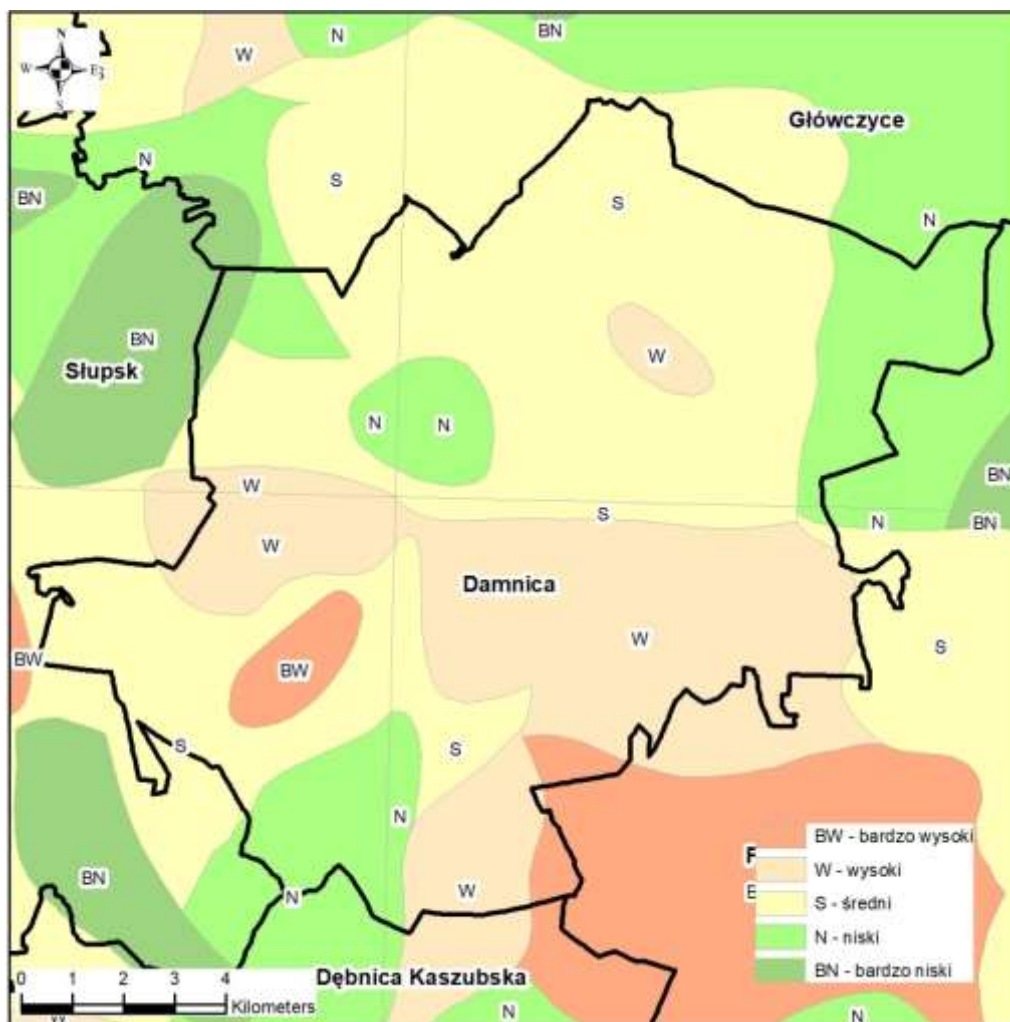 N
W E
S
W
N
BN
Główczyce
N
S
S
BN
N
BN
Słupsk
W
N
N
W
BN
S
N
BN
W
Damnica
W
S
BW
BW
S
S
N
BW - bardzo wysoki
W - wysoki
BN
W
N
S - średni
N - niski
BN - bardzo niski
Dębnica Kaszubska
0 1 2 3 4
Kilometers
N
N